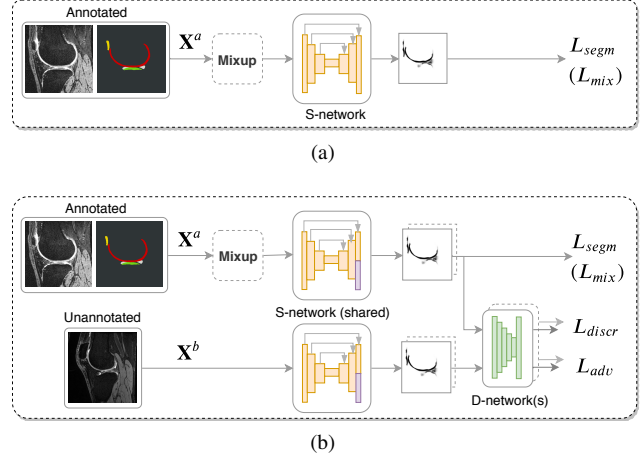 Annotated
X^a
Mixup
S-network
L_segm
(L_mix)
(a)
Annotated
X^a
Mixup
S-network (shared)
L_segm
(L_mix)
Unannotated
X^b
D-network(s)
L_discr
L_adv
(b)